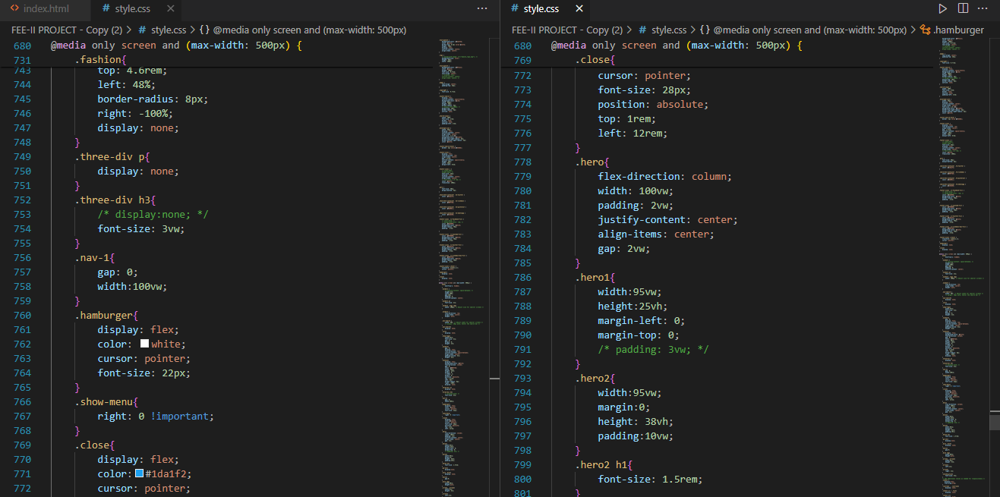 index.html
# style.css ×
···
FEE-II PROJECT - Copy (2) > # style.css > {} @media only screen and (max-width: 500px)
680 @media only screen and (max-width: 500px) {
731 .fashion{
743 top: 4.6rem;
744 left: 48%;
745 border-radius: 8px;
746 right: -100%;
747 display: none;
748 }
749 .three-div p{
750 display: none;
751 }
752 .three-div h3{
753 /* display:none; */
754 font-size: 3vw;
755 }
756 .nav-1{
757 gap: 0;
758 width:100vw;
759 }
760 .hamburger{
761 display: flex;
762 color: white;
763 cursor: pointer;
764 font-size: 22px;
765 }
766 .show-menu{
767 right: 0 !important;
768 }
769 .close{
770 display: flex;
771 color: #1da1f2;
772 cursor: pointer;
# style.css ×
···
FEE-II PROJECT - Copy (2) > # style.css > {} @media only screen and (max-width: 500px) > .hamburger
680 @media only screen and (max-width: 500px) {
769 .close{
772 cursor: pointer;
773 font-size: 28px;
774 position: absolute;
775 top: 1rem;
776 left: 12rem;
777 }
778 .hero{
779 flex-direction: column;
780 width: 100vw;
781 padding: 2vw;
782 justify-content: center;
783 align-items: center;
784 gap: 2vw;
785 }
786 .hero1{
787 width:95vw;
788 height:25vh;
789 margin-left: 0;
790 margin-top: 0;
791 /* padding: 3vw; */
792 }
793 .hero2{
794 width:95vw;
795 margin:0;
796 height: 38vh;
797 padding:10vw;
798 }
799 .hero2 h1{
800 font-size: 1.5rem;
801 }